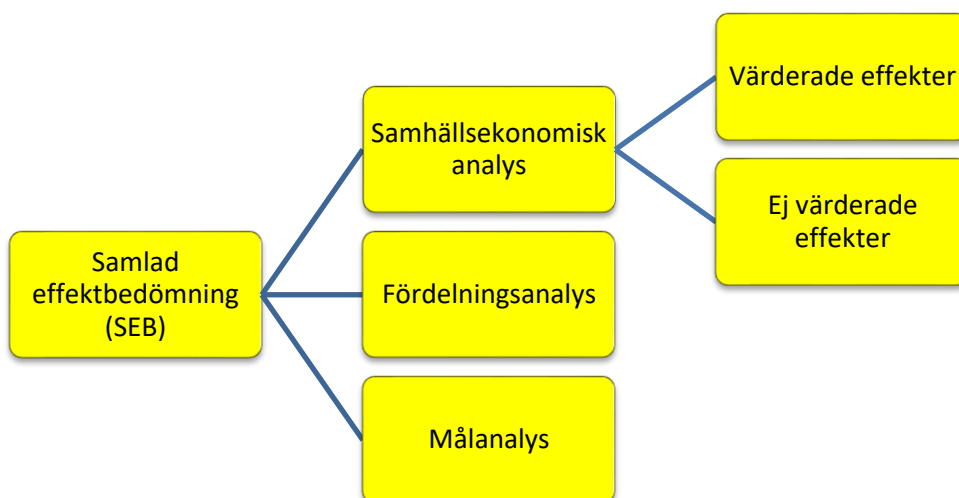 Samlad
effektbedömning
(SEB)
Samhällsekonomisk
analys
Fördelningsanalys
Målanalys
Värderade effekter
Ej värderade
effekter